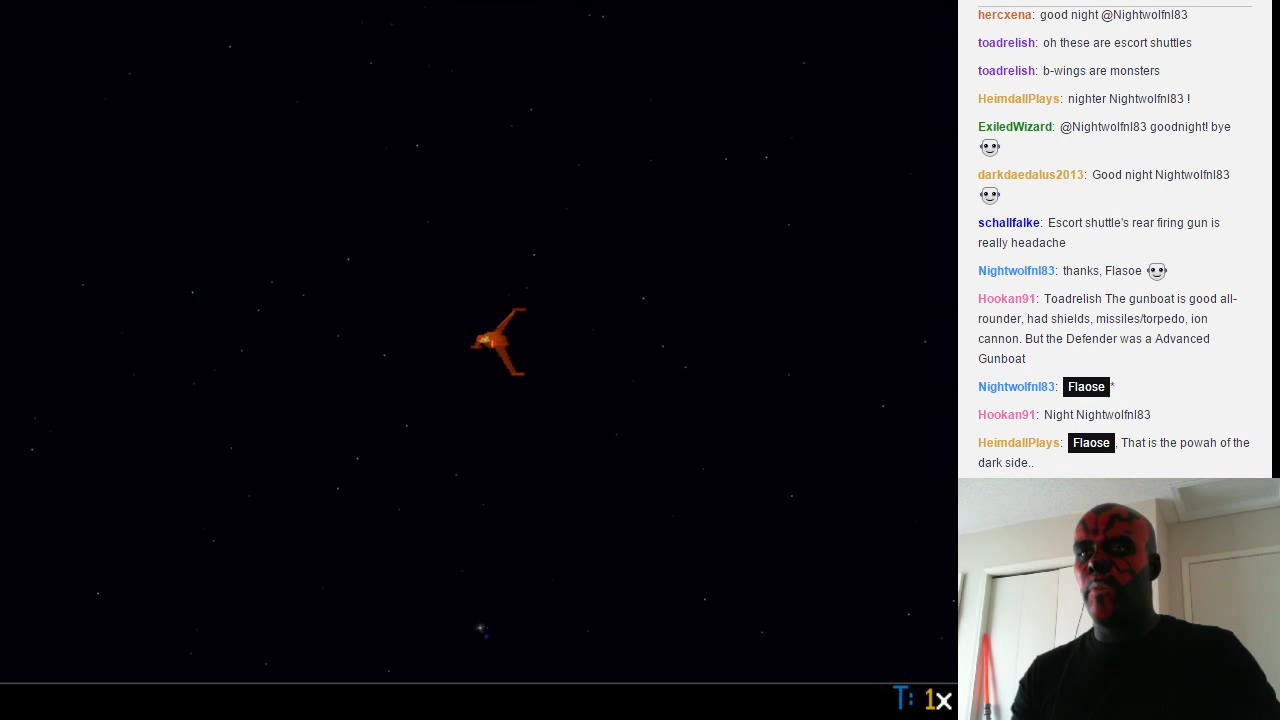 hercxena: good night @Nightwolfnl83
toadrelish: oh these are escort shuttles
toadrelish: b-wings are monsters
HeimdallPlays: nighter Nightwolfnl83 !
ExiledWizard: @Nightwolfnl83 goodnight! bye
darkdaedalus2013: Good night Nightwolfnl83
schallfalke: Escort shuttle's rear firing gun is
really headache
Nightwolfnl83: thanks, Flasoe
Hookan91: Toadrelish The gunboat is good all-
rounder, had shields, missiles/torpedo, ion
cannon. But the Defender was a Advanced
Gunboat
Nightwolfnl83: Flaose*
Hookan91: Night Nightwolfnl83
HeimdallPlays: Flaose, That is the powah of the
dark side..
T: 1x